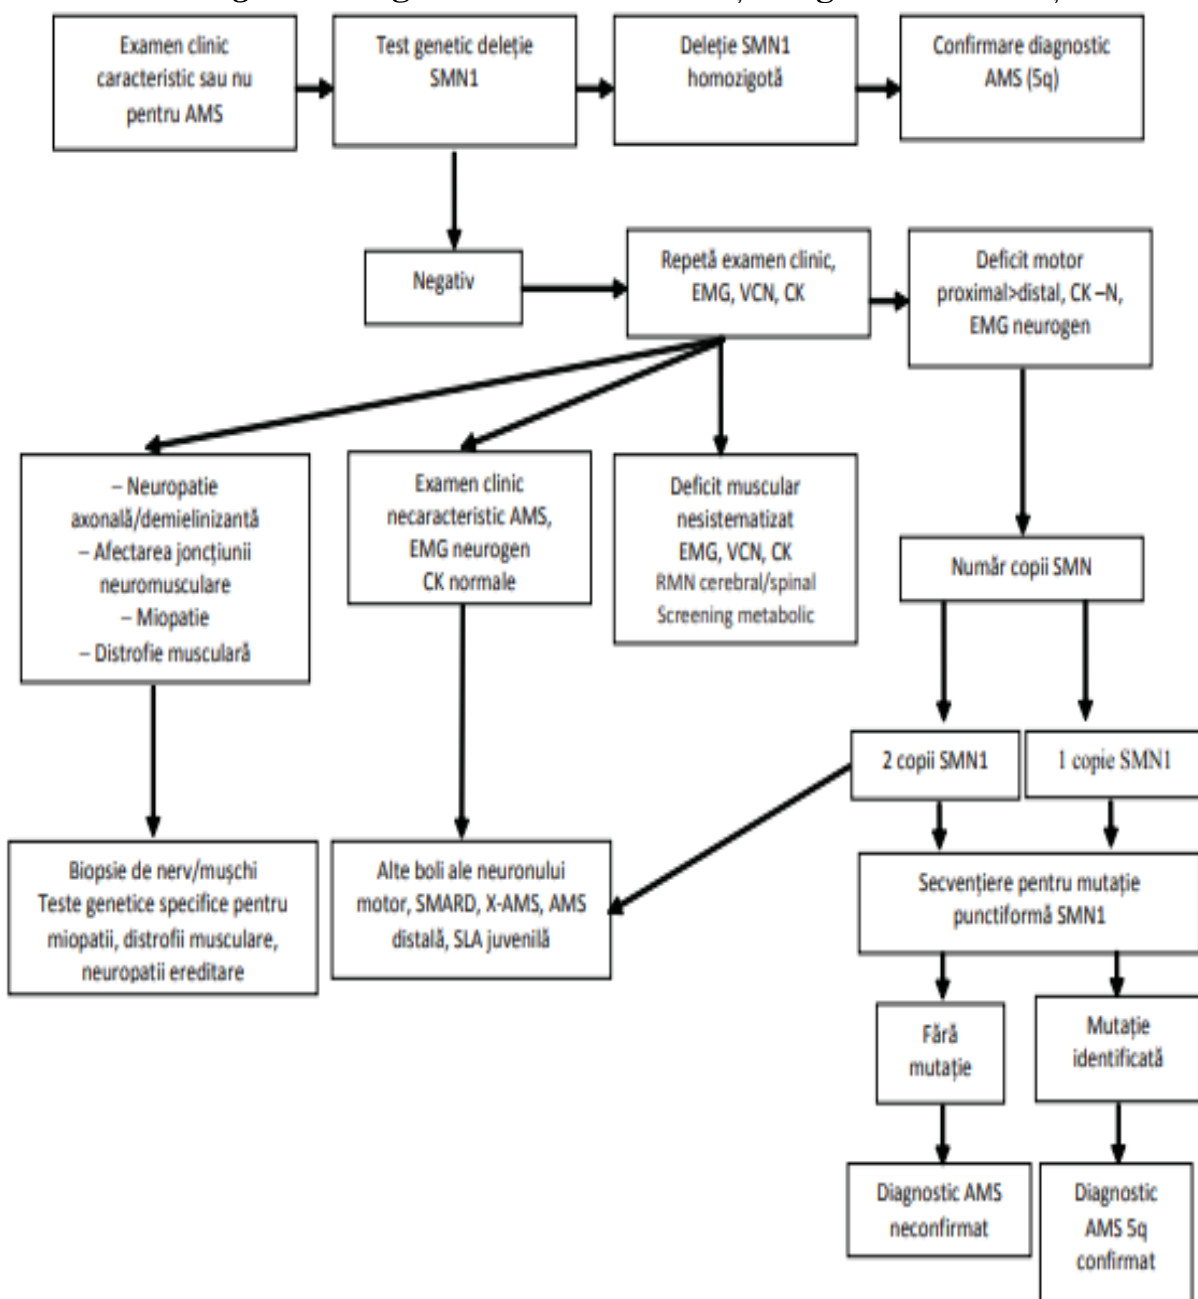 Examen clinic
caracteristic sau nu
pentru AMS
Test genetic deleție
SMN1
Deleție SMN1
homozigotă
Confirmare diagnostic
AMS (5q)
Negativ
Repetă examen clinic,
EMG, VCN, CK
Deficit motor
proximal>distal, CK –N,
EMG neurogen
– Neuropatie
axonală/demielinizantă
– Afectarea joncțiunii
neuromusculare
– Miopatie
– Distrofie musculară
Examen clinic
necaracteristic AMS,
EMG neurogen
CK normale
Deficit muscular
nesistematizat
EMG, VCN, CK
RMN cerebral/spinal
Screening metabolic
Număr copii SMN
2 copii SMN1
1 copie SMN1
Biopsie de nerv/mușchi
Teste genetice specifice pentru
miopatii, distrofii musculare,
neuropatii ereditare
Alte boli ale neuronului
motor, SMARD, X-AMS, AMS
distală, SLA juvenilă
Secvențiere pentru mutație
punctiformă SMN1
Fără
mutație
Mutație
identificată
Diagnostic AMS
neconfirmat
Diagnostic
AMS 5q
confirmat